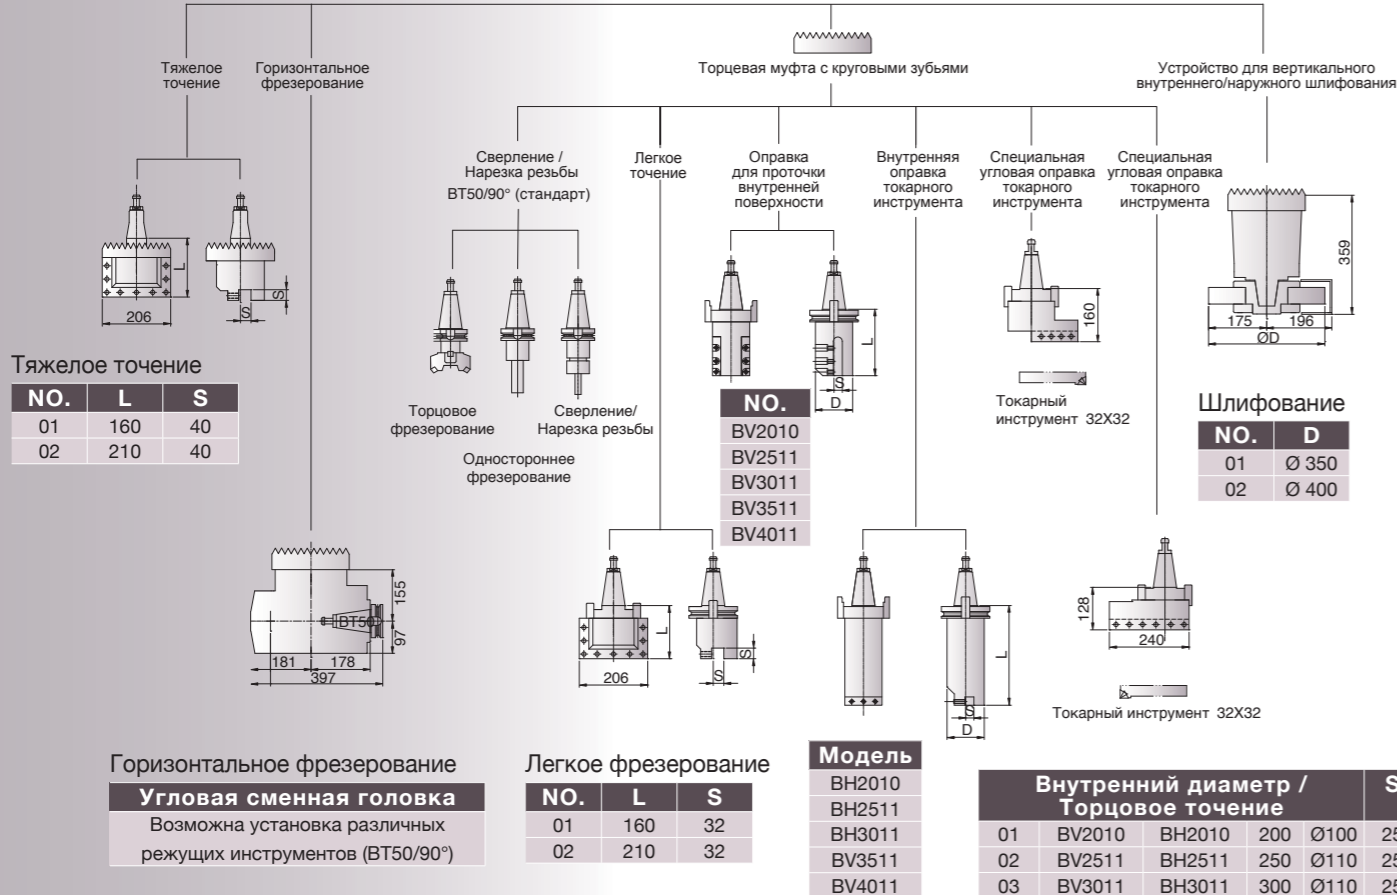 Тяжелое
точение
Горизонтальное
фрезерование
Торцевая муфта с круговыми зубьями
Устройство для вертикального
внутреннего/наружного шлифования
Сверление /
Нарезка резьбы
BT50/90° (стандарт)
Легкое
точение
Оправка
для проточки
внутренней
поверхности
Внутренняя
оправка
токарного
инструмента
Специальная
угловая оправка
токарного
инструмента
Специальная
угловая оправка
токарного
инструмента
L
S
S
206
Торцовое
фрезерование
Одностороннее
фрезерование
Сверление/
Нарезка резьбы
L
S
D
160
Токарный
инструмент 32X32
359
175
196
ØD
Тяжелое точение
NO. L S
01 160 40
02 210 40
NO.
BV2010
BV2511
BV3011
BV3511
BV4011
Шлифование
NO. D
01 Ø 350
02 Ø 400
BT50
155
97
181
178
397
L
S
S
206
L
S
D
128
240
Токарный инструмент 32X32
Горизонтальное фрезерование
Угловая сменная головка
Возможна установка различных
режущих инструментов (BT50/90°)
Легкое фрезерование
NO. L S
01 160 32
02 210 32
Модель
BH2010
BH2511
BH3011
BV3511
BV4011
Внутренний диаметр / S
Торцовое точение
01 BV2010 BH2010 200 Ø100 25
02 BV2511 BH2511 250 Ø110 25
03 BV3011 BH3011 300 Ø110 25